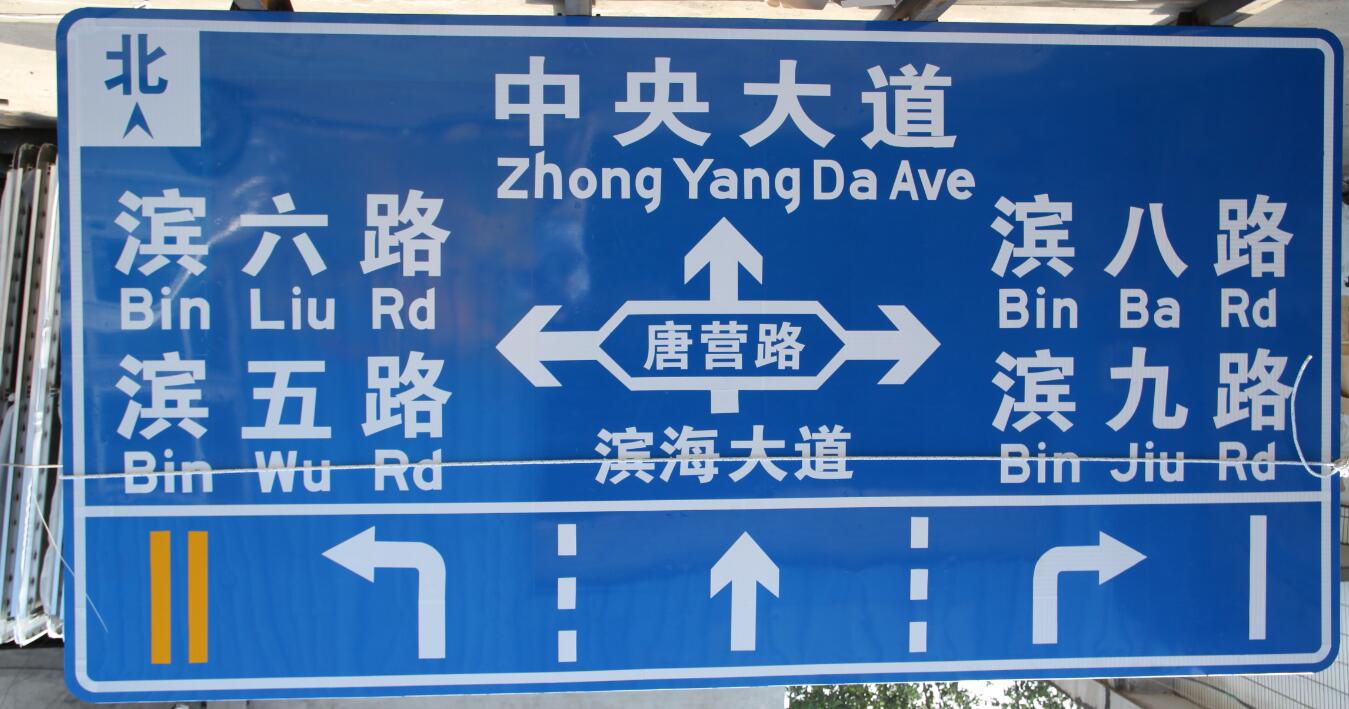 北
中央大道
Zhong Yang Da Ave
滨六路
Bin Liu Rd
滨五路
Bin Wu Rd
唐营路
滨海大道
滨八路
Bin Ba Rd
滨九路
Bin Jiu Rd